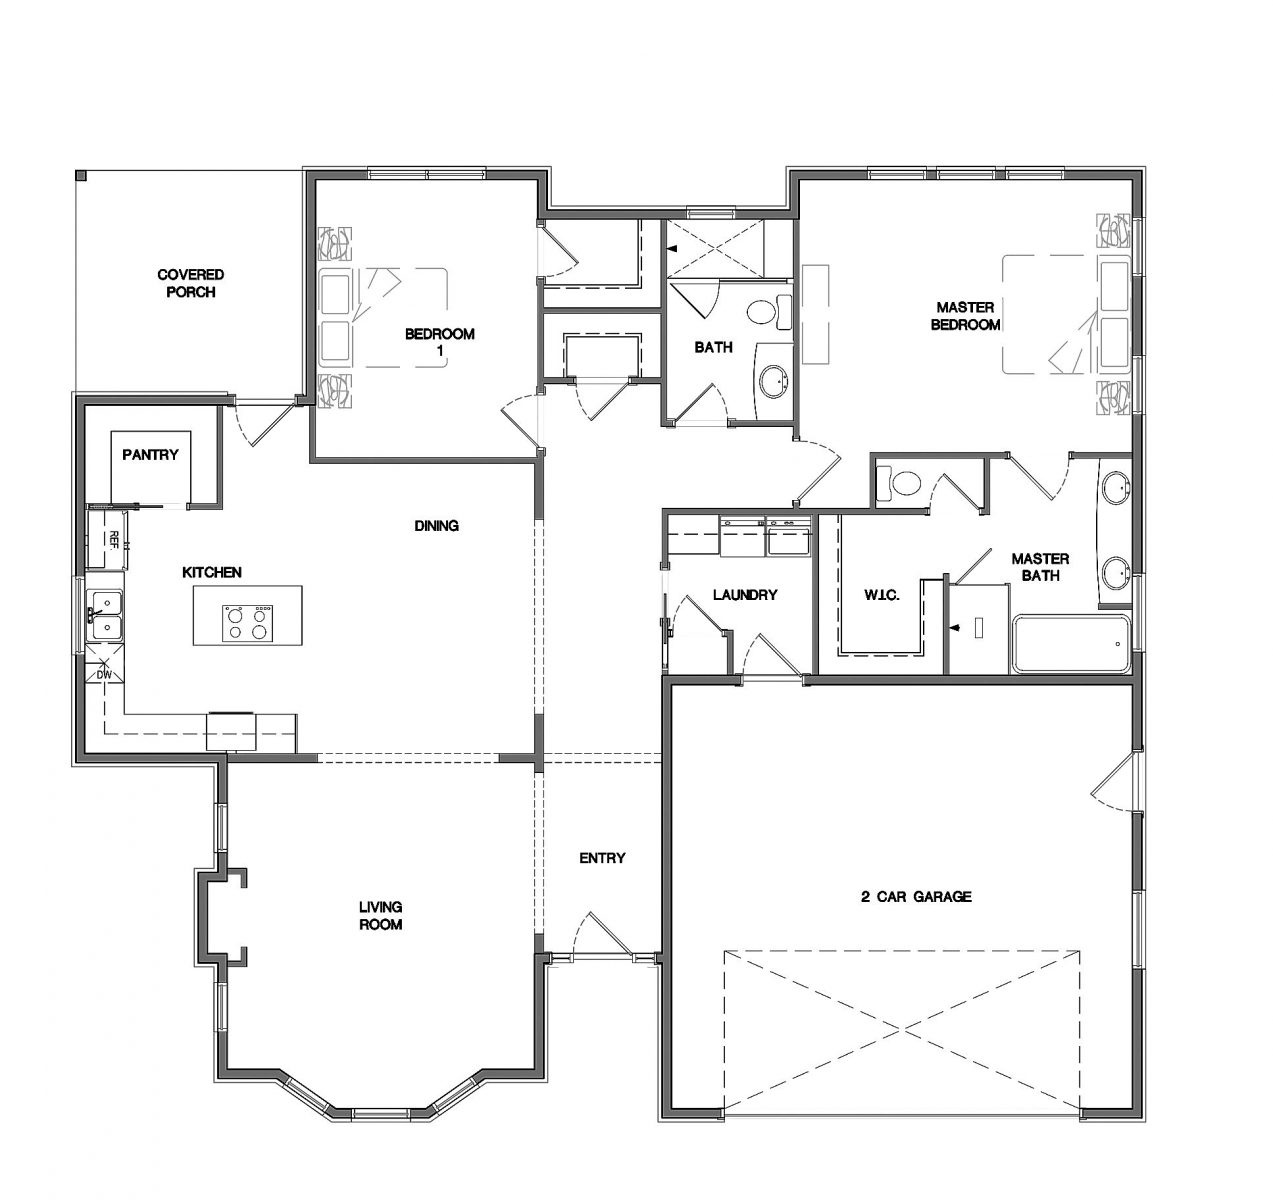 COVERED
PORCH
BEDROOM
1
BATH
MASTER
BEDROOM
PANTRY
DINING
REF.
KITCHEN
LAUNDRY
W.I.C.
MASTER
BATH
DW
ENTRY
LIVING
ROOM
2 CAR GARAGE